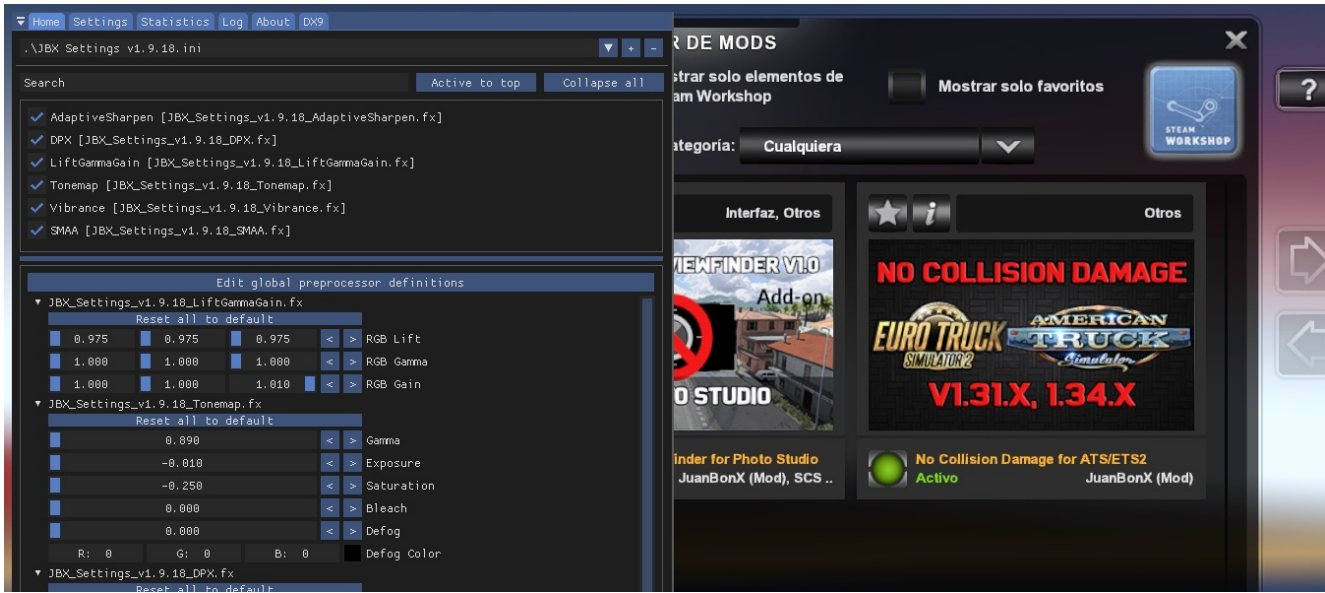 Home Settings Statistics Log About DX9
.\JBX Settings v1.9.18.ini
+ -
Search
Active to top
Collapse all
AdaptiveSharpen [JBX_Settings_v1.9.18_AdaptiveSharpen.fx]
DPX [JBX_Settings_v1.9.18_DPX.fx]
LiftGammaGain [JBX_Settings_v1.9.18_LiftGammaGain.fx]
Tonemap [JBX_Settings_v1.9.18_Tonemap.fx]
Vibrance [JBX_Settings_v1.9.18_Vibrance.fx]
SMAA [JBX_Settings_v1.9.18_SMAA.fx]
Edit global preprocessor definitions
JBX_Settings_v1.9.18_LiftGammaGain.fx
Reset all to default
0.975 0.975 0.975 < > RGB Lift
1.000 1.000 1.000 < > RGB Gamma
1.000 1.000 1.010 < > RGB Gain
JBX_Settings_v1.9.18_Tonemap.fx
Reset all to default
0.890 < > Gamma
-0.010 < > Exposure
-0.250 < > Saturation
0.000 < > Bleach
0.000 < > Defog
R: 0 G: 0 B: 0 Defog Color
JBX_Settings_v1.9.18_DPX.fx
Reset all to default
R DE MODS
strar solo elementos de
am Workshop
Mostrar solo favoritos
STEAM
WORKSHOP
?
ategoría: Cualquiera
Interfaz, Otros
VIEWFINDER V1.0
Add-on
O STUDIO
inder for Photo Studio
JuanBonX (Mod), SCS ..
i
Otros
NO COLLISION DAMAGE
EURO TRUCK
SIMULATOR 2
AMERICAN
TRUCK
Simulator
V1.31.X, 1.34.X
No Collision Damage for ATS/ETS2
Activo
JuanBonX (Mod)